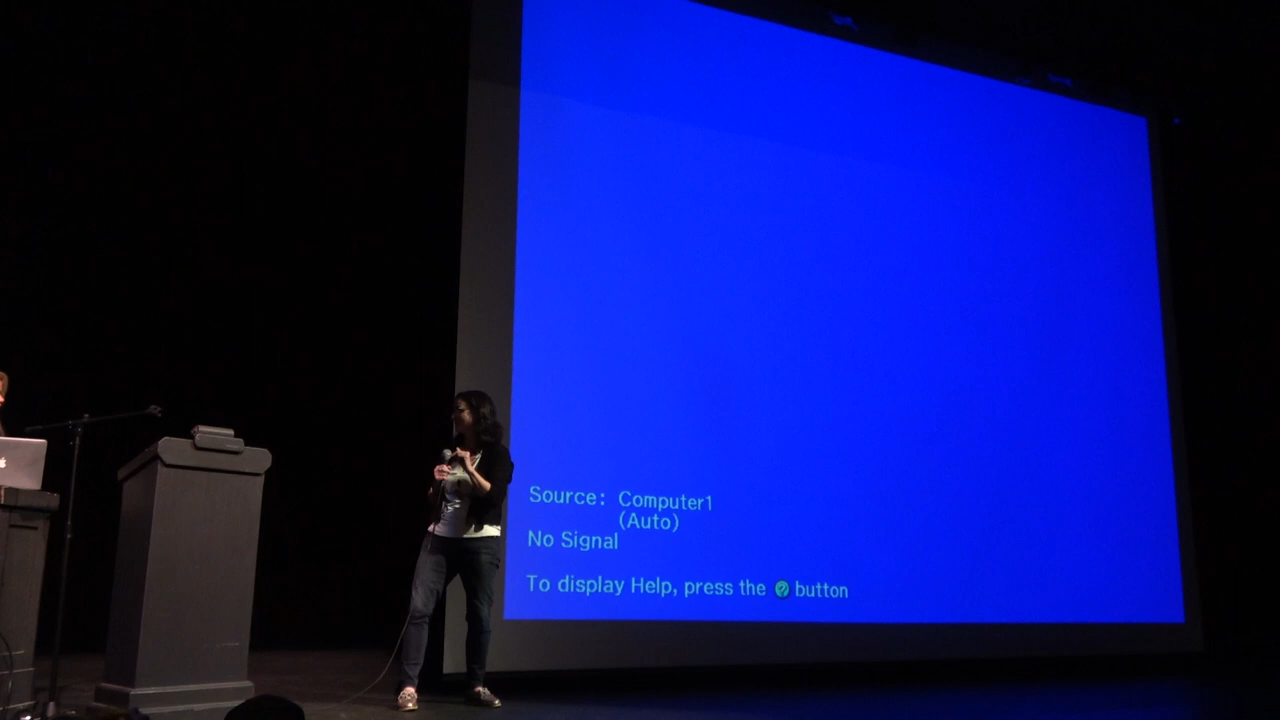 Source: Computer1
(Auto)
No Signal
To display Help, press the ? button